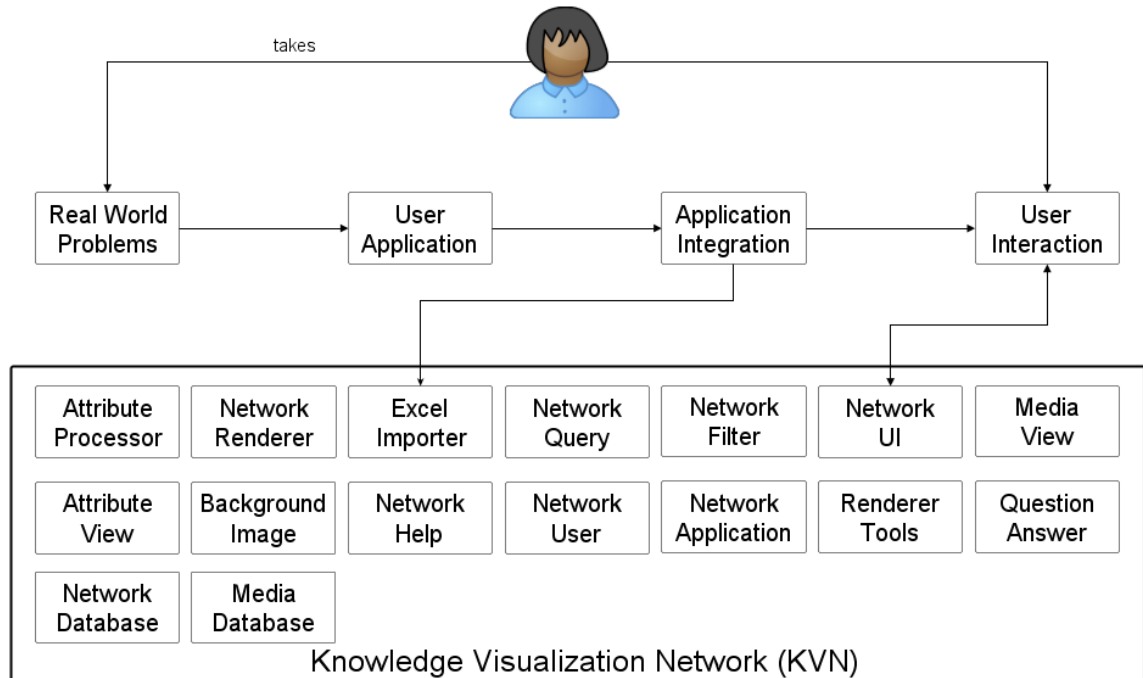 takes
Real World
Problems
User
Application
Application
Integration
User
Interaction
Attribute
Processor
Network
Renderer
Excel
Importer
Network
Query
Network
Filter
Network
UI
Media
View
Attribute
View
Background
Image
Network
Help
Network
User
Network
Application
Renderer
Tools
Question
Answer
Network
Database
Media
Database
Knowledge Visualization Network (KVN)